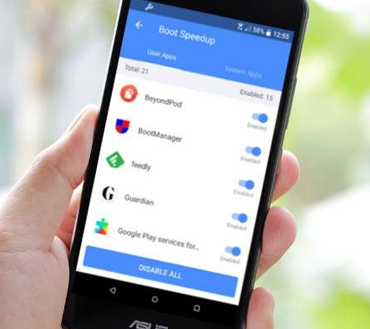 58% 12:55
Boot Speedup
User Apps System Apps
Total: 21 Enabled: 15
BeyondPod
Enabled
BootManager
Enabled
feedly
Enabled
G Guardian
Enabled
Google Play services for..
Enabled
DISABLE ALL
ASUS